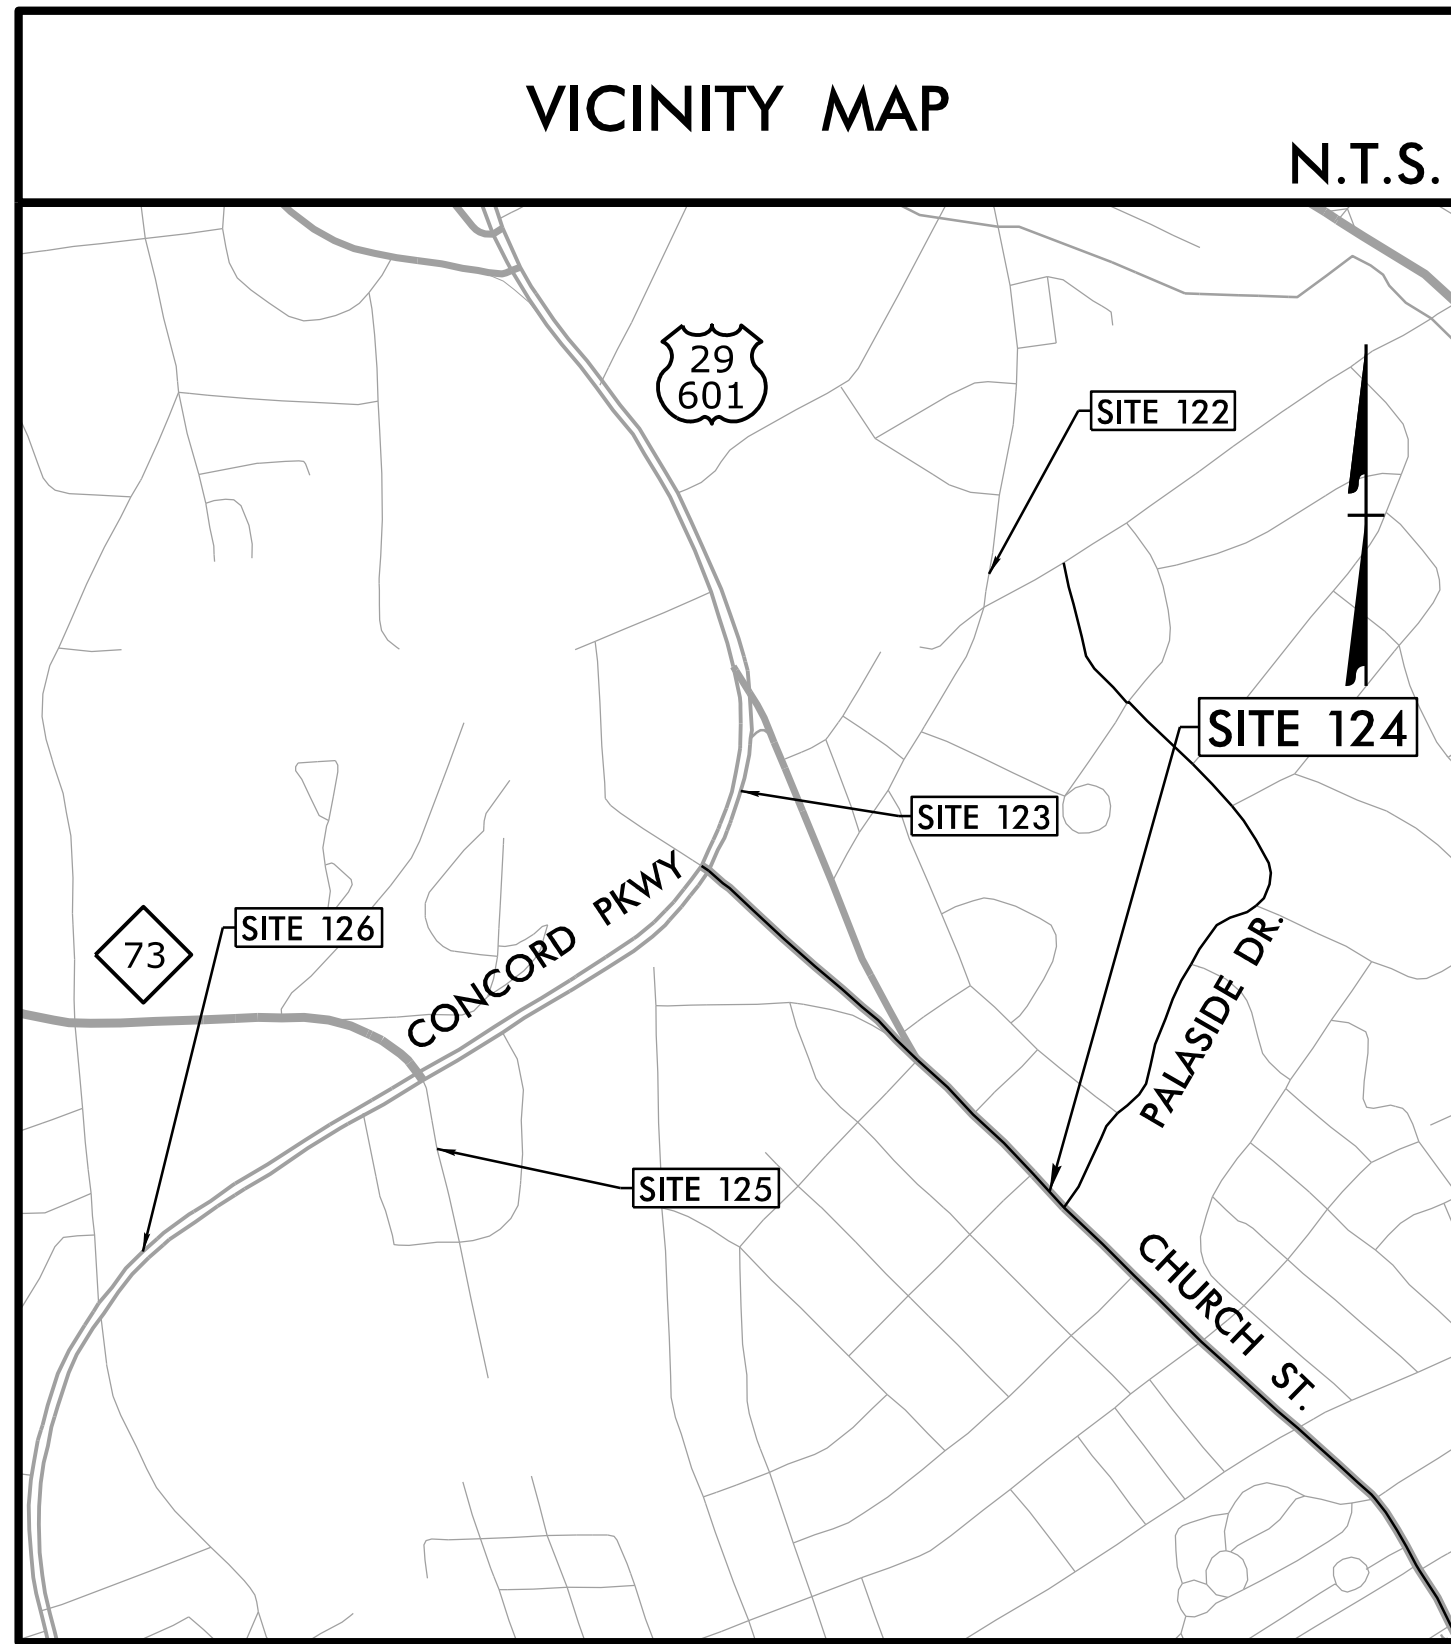 VICINITY MAP
N.T.S.
29
601
SITE 122
SITE 124
SITE 123
CONCORD PKWY
SITE 126
73
PALASIDE DR.
SITE 125
CHURCH ST.